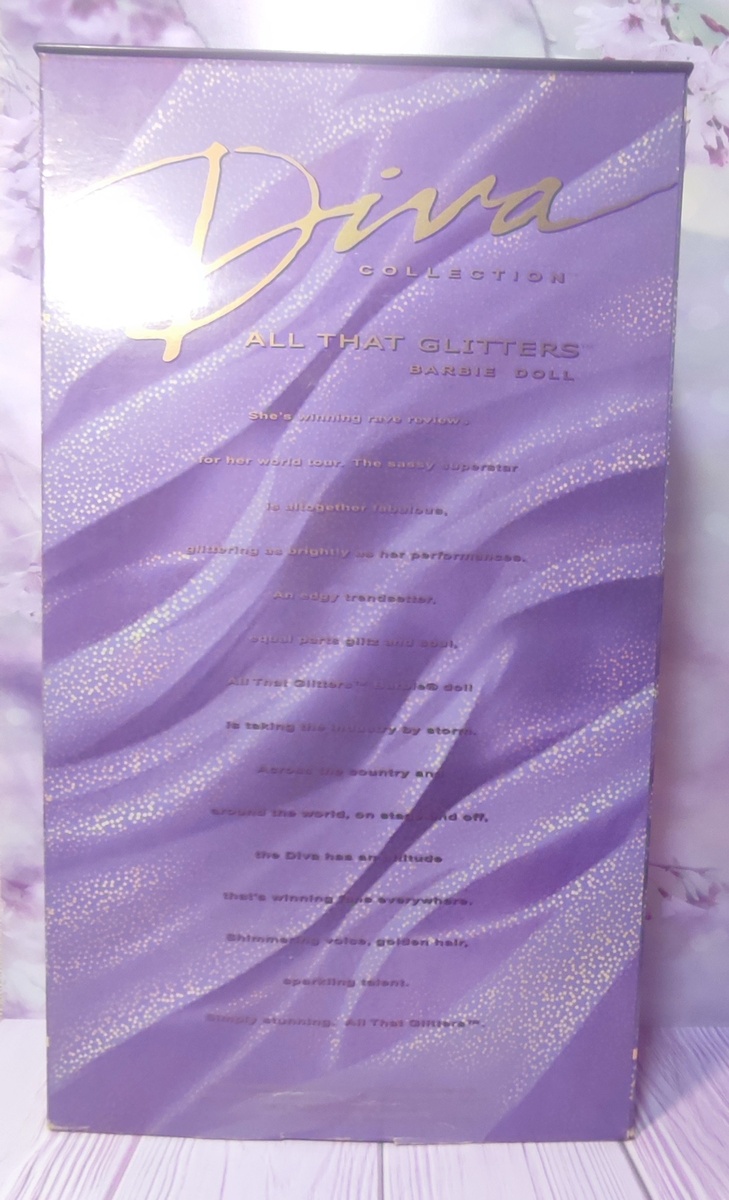 Diva
COLLECTION
ALL THAT GLITTERS™
BARBIE DOLL
She's winning rave reviews
for her world tour. The sassy superstar
is altogether fabulous,
glittering as brightly as her performances.
An edgy trendsetter,
equal parts glitz and soul,
All That Glitters™ Barbie® doll
is taking the industry by storm.
Across the country and
around the world, on stage and off,
the Diva has an attitude
that's winning fans everywhere.
Shimmering voice, golden hair,
sparkling talent.
Simply stunning. All That Glitters™.